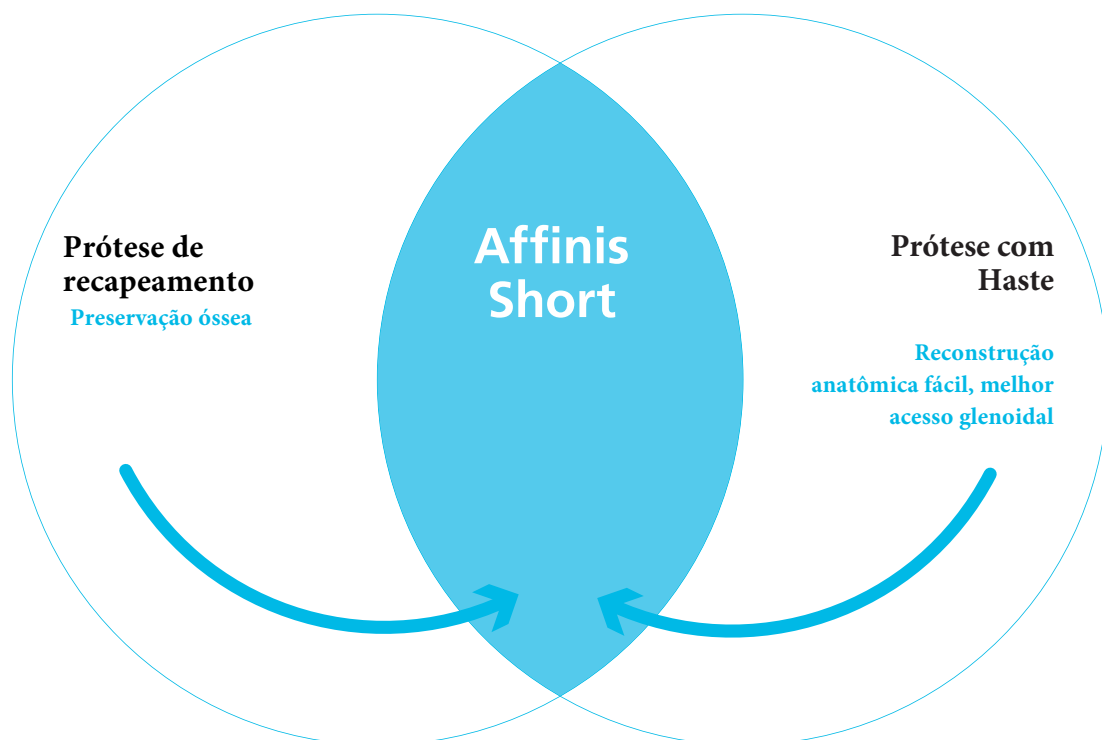 Prótese de
recapeamento
Preservação óssea
Affinis
Short
Prótese com
Haste
Reconstrução
anatômica fácil, melhor
acesso glenoidal